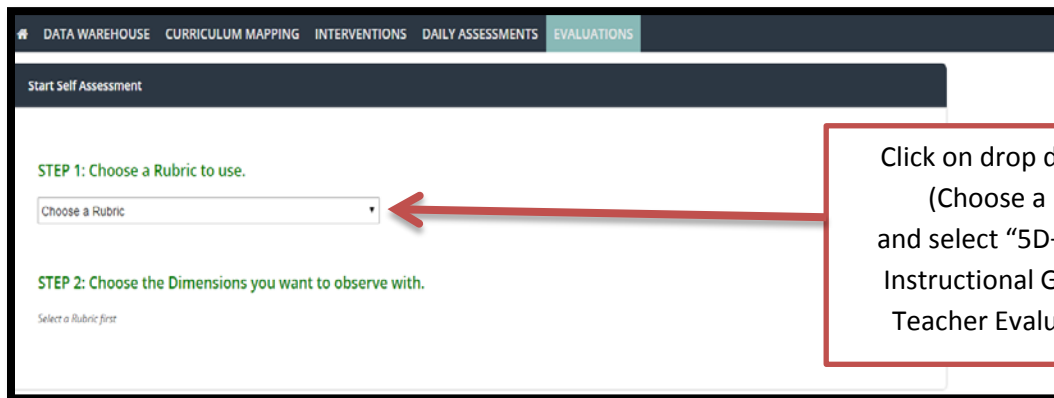 DATA WAREHOUSE CURRICULUM MAPPING INTERVENTIONS DAILY ASSESSMENTS EVALUATIONS
Start Self Assessment
STEP 1: Choose a Rubric to use.
Choose a Rubric
STEP 2: Choose the Dimensions you want to observe with.
Select a Rubric first
Click on drop
(Choose a
and select “5D-
Instructional
Teacher